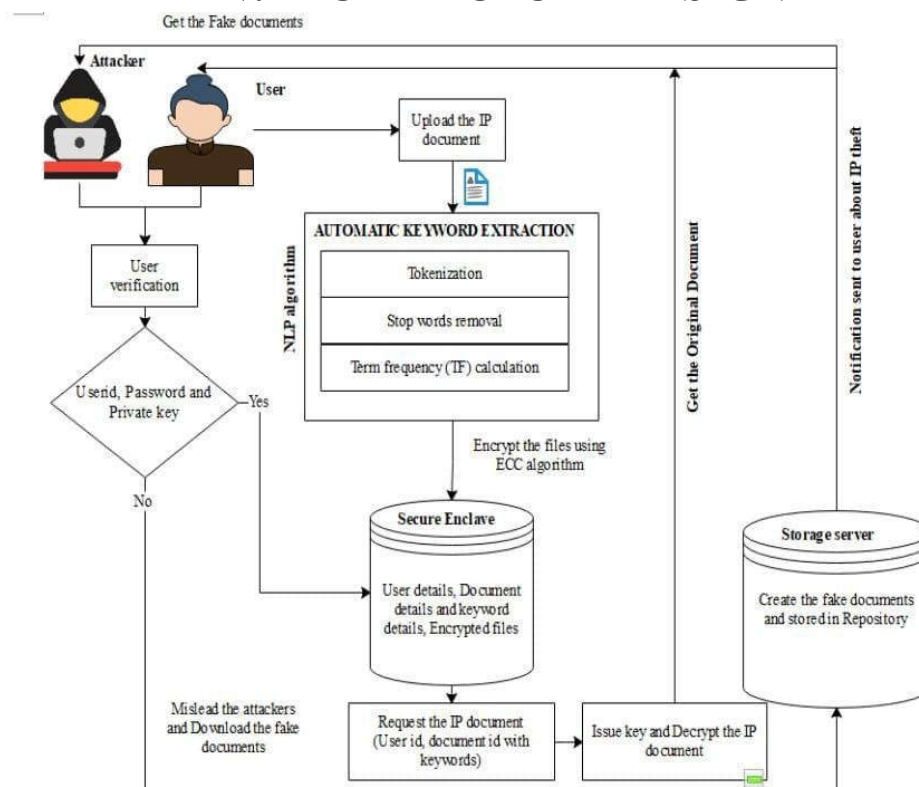 Get the Fake documents
Attacker
User
Upload the IP
document
AUTOMATIC KEYWORD EXTRACTION
Tokenization
Stop words removal
Term frequency (TF) calculation
NLP algorithm
User
verification
Userid, Password and
Private key
Yes
No
Encrypt the files using
ECC algorithm
Secure Enclave
User details, Document
details and keyword
details, Encrypted files
Get the Original Document
Notification sent to user about IP theft
Storage server
Create the fake documents
and stored in Repository
Mislead the attackers
and Download the fake
documents
Request the IP document
(User id, document id with
keywords)
Issue key and Decrypt the IP
document